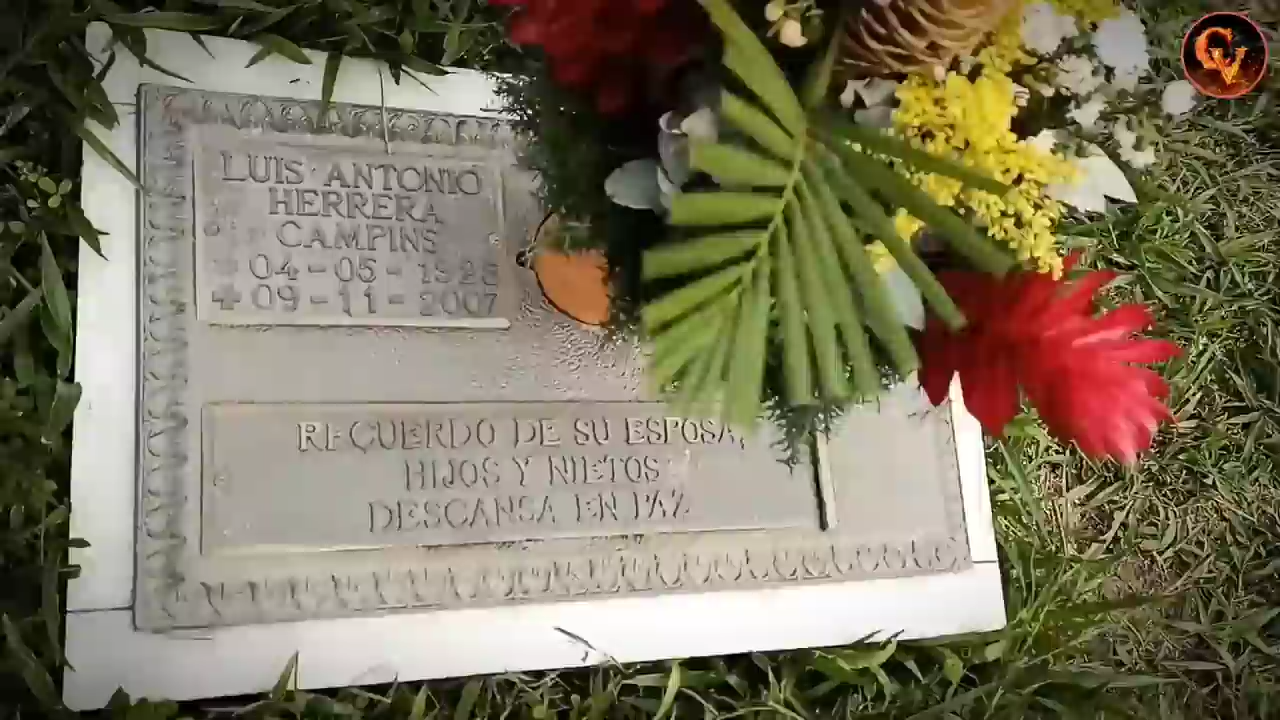 LUIS ANTONIO
HERRERA
CAMPINS
04-05-1925
09-11-2007
RECUERDO DE SU ESPOSA,
HIJOS Y NIETOS
DESCANSA EN PAZ
CV